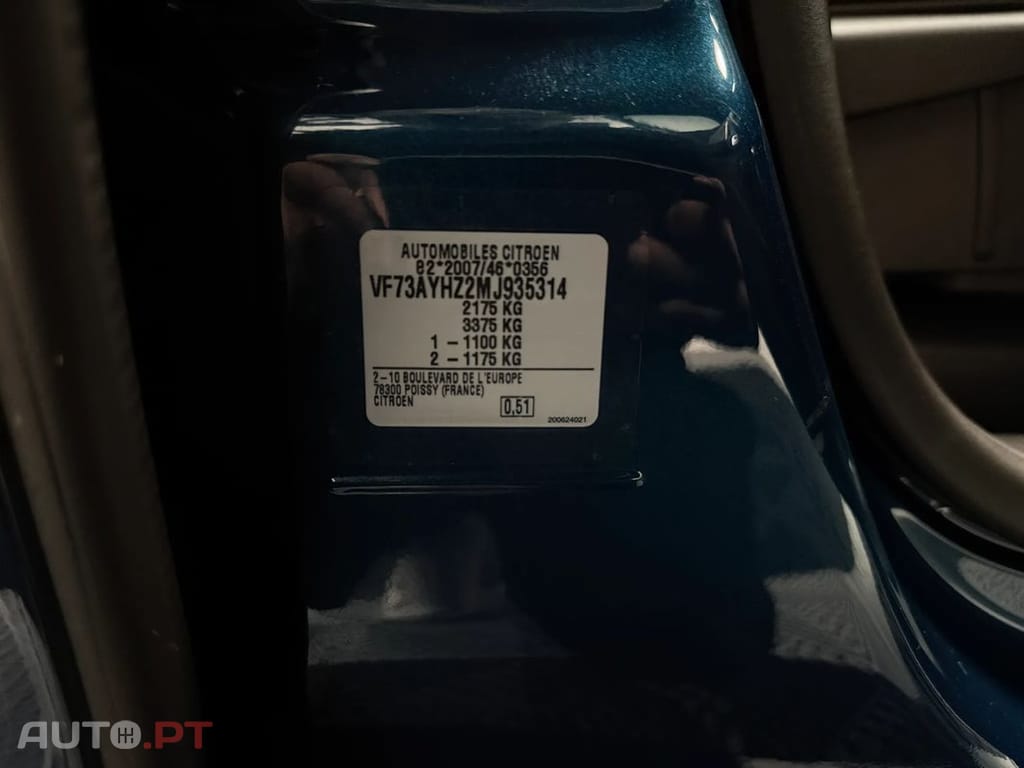 AUTOMOBILES CITROEN
02*2007/46*0356
VF73AYHZ2MJ935314
2175 KG
3375 KG
1 - 1100 KG
2 - 1175 KG
2-10 BOULEVARD DE L'EUROPE
78300 POISSY (FRANCE)
CITROEN
0,51
200624021
AUTO.PT